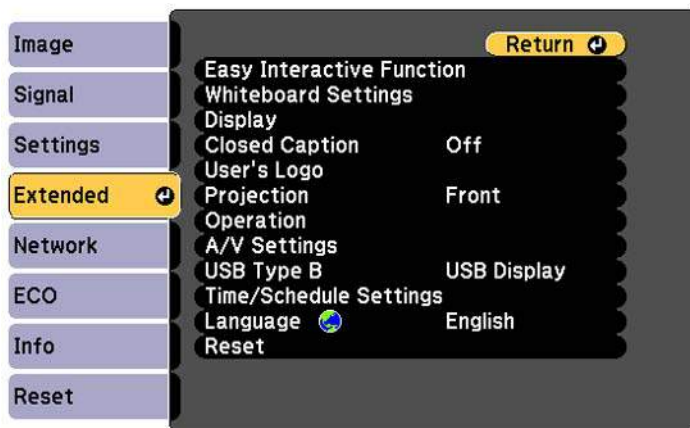 Image
Signal
Settings
Extended
Network
ECO
Info
Reset
Return
Easy Interactive Function
Whiteboard Settings
Display
Closed Caption Off
User's Logo
Projection Front
Operation
A/V Settings
USB Type B USB Display
Time/Schedule Settings
Language English
Reset